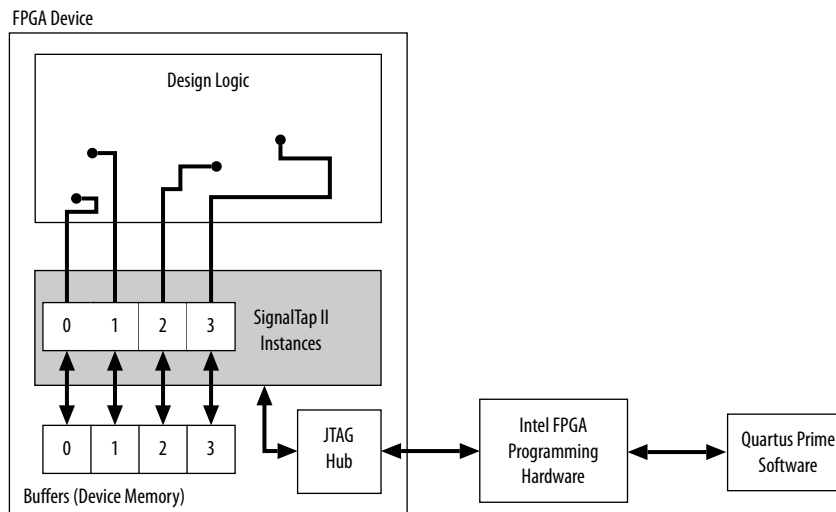 FPGA Device
Design Logic
0 1 2 3
SignalTap II
Instances
0 1 2 3
Buffers (Device Memory)
JTAG
Hub
Intel FPGA
Programming
Hardware
Quartus Prime
Software